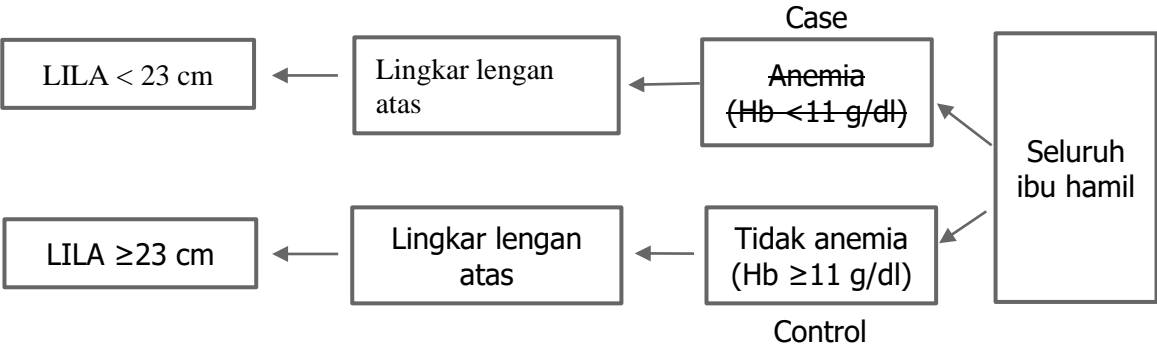 Case
LILA < 23 cm
Lingkar lengan
atas
Anemia
(Hb <11 g/dl)
Seluruh
ibu hamil
LILA ≥23 cm
Lingkar lengan
atas
Tidak anemia
(Hb ≥11 g/dl)
Control